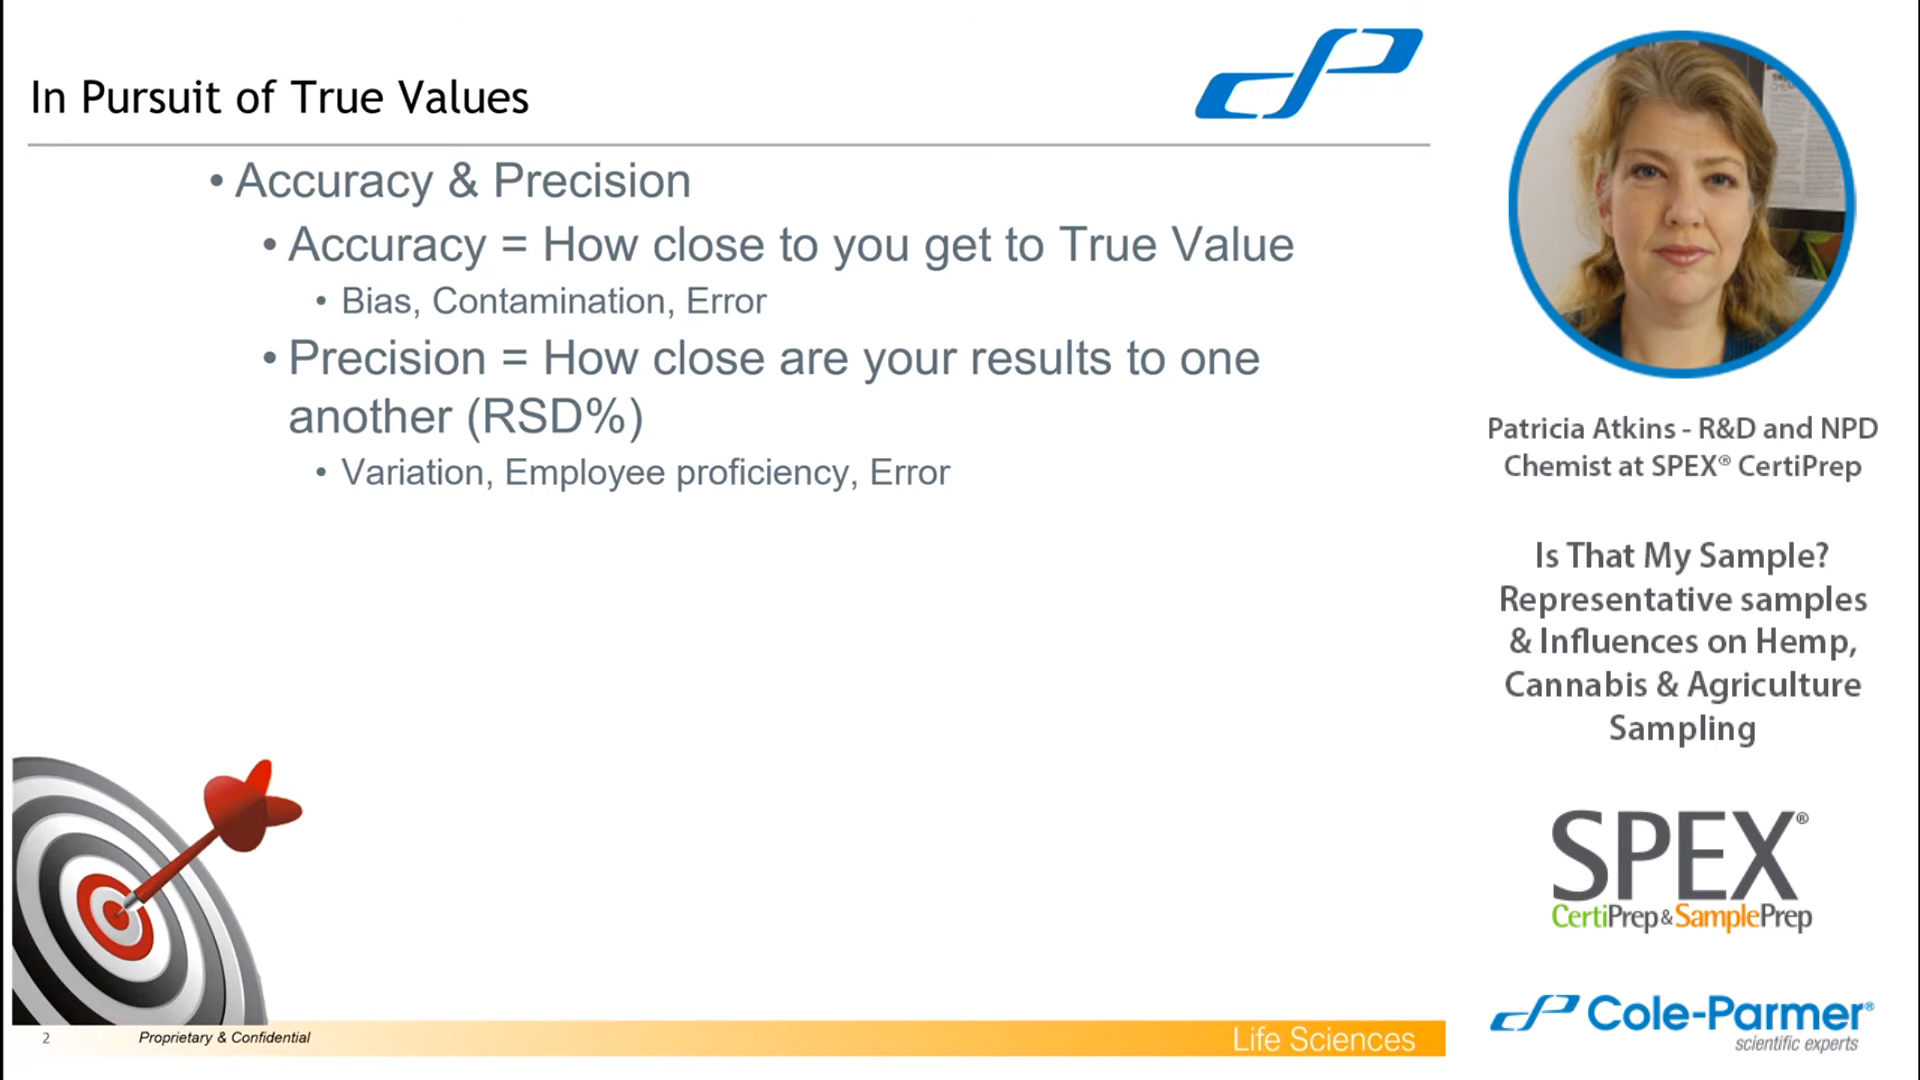 In Pursuit of True Values
• Accuracy & Precision
• Accuracy = How close to you get to True Value
• Bias, Contamination, Error
• Precision = How close are your results to one
another (RSD%)
• Variation, Employee proficiency, Error
2
Proprietary & Confidential
Life Sciences
Patricia Atkins - R&D and NPD
Chemist at SPEX® CertiPrep
Is That My Sample?
Representative samples
& Influences on Hemp,
Cannabis & Agriculture
Sampling
SPEX®
CertiPrep & SamplePrep
Cole-Parmer®
scientific experts